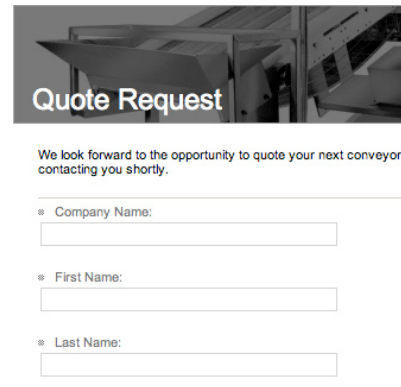 Quote Request
We look forward to the opportunity to quote your next conveyor
contacting you shortly.
Company Name:
First Name:
Last Name: